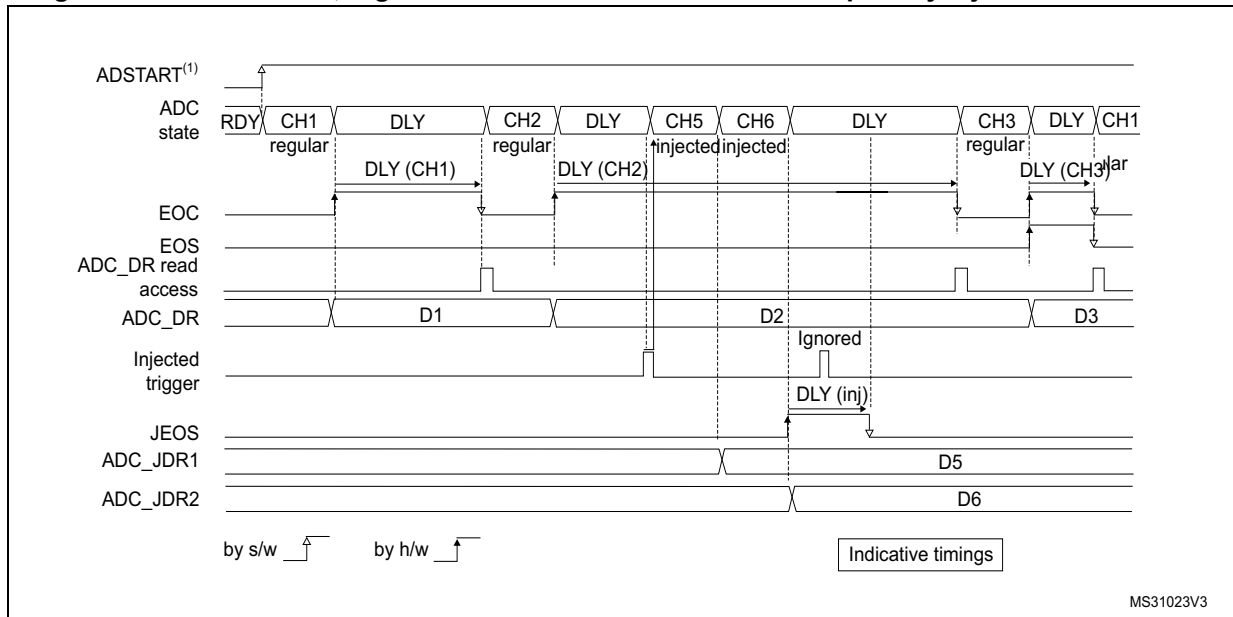 ADSTART(1)
ADC
state
RDY CH1 DLY CH2 DLY CH5 CH6 DLY CH3 DLY CH1
regular regular injected injected regular lar
DLY (CH1) DLY (CH2) DLY (CH3)
EOC
EOS
ADC_DR read
access
ADC_DR D1 D2 D3
Ignored
Injected
trigger
DLY (inj)
JEOS
ADC_JDR1 D5
ADC_JDR2 D6
by s/w by h/w Indicative timings
MS31023V3